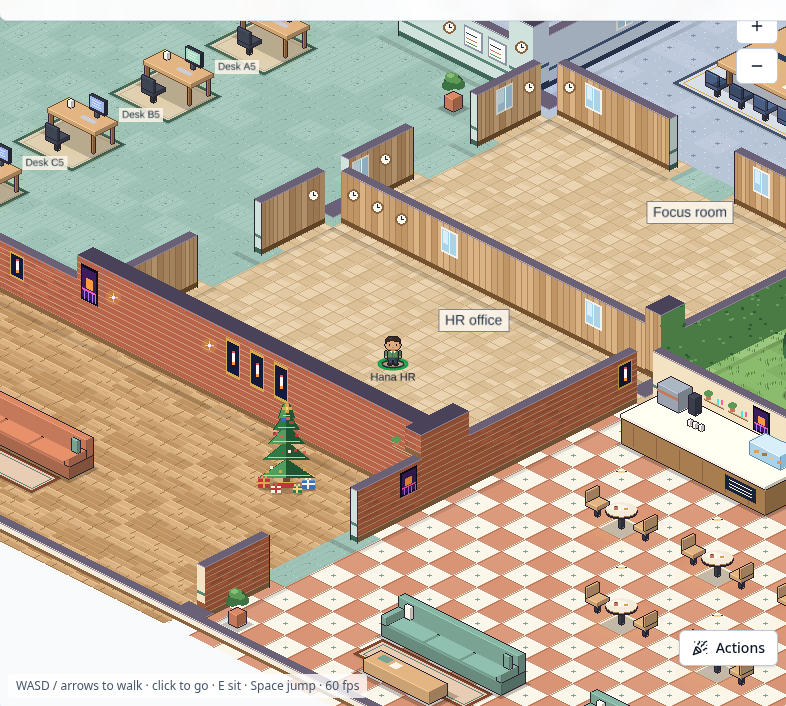 +
−
Desk A5
Desk B5
Desk C5
Focus room
HR office
Hana HR
Actions
WASD / arrows to walk · click to go · E sit · Space jump · 60 fps